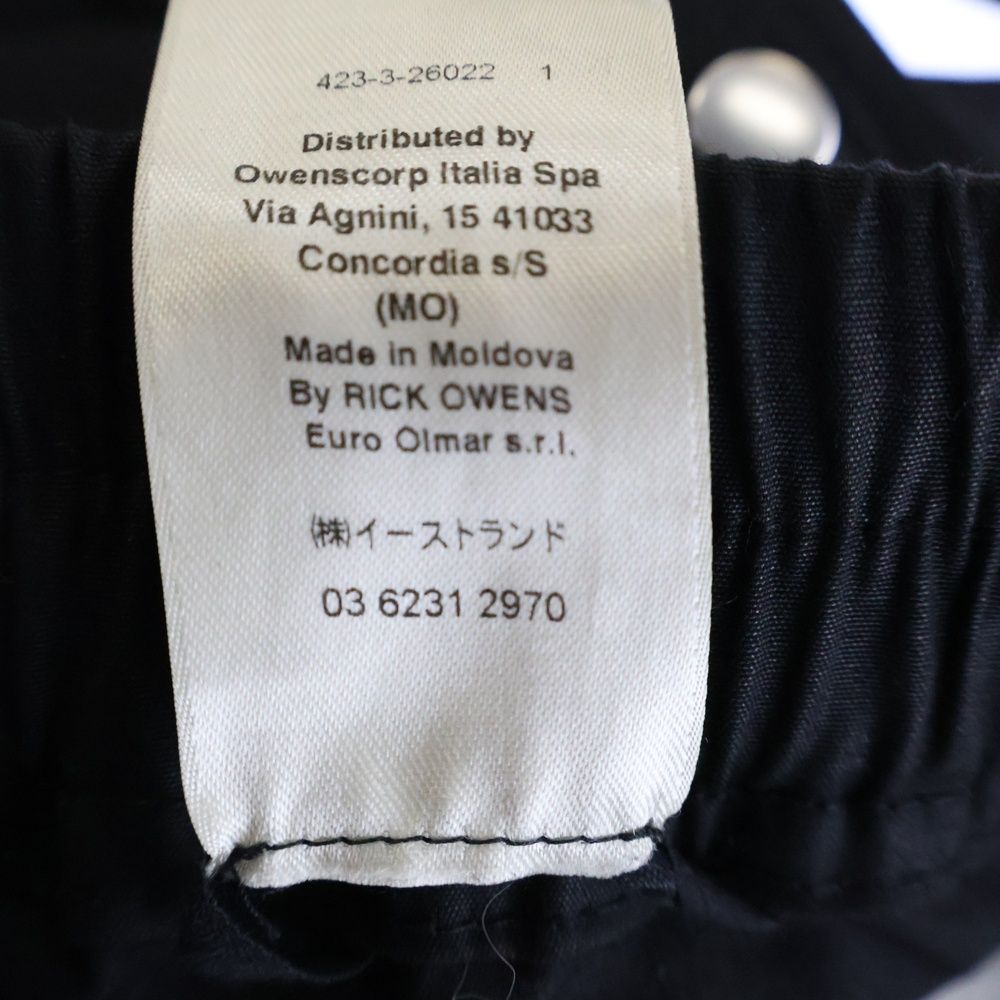 423-3-26022 1
Distributed by
Owenscorp Italia Spa
Via Agnini, 15 41033
Concordia s/S
(MO)
Made in Moldova
By RICK OWENS
Euro Olmar s.r.l.
㈱イーストランド
03 6231 2970